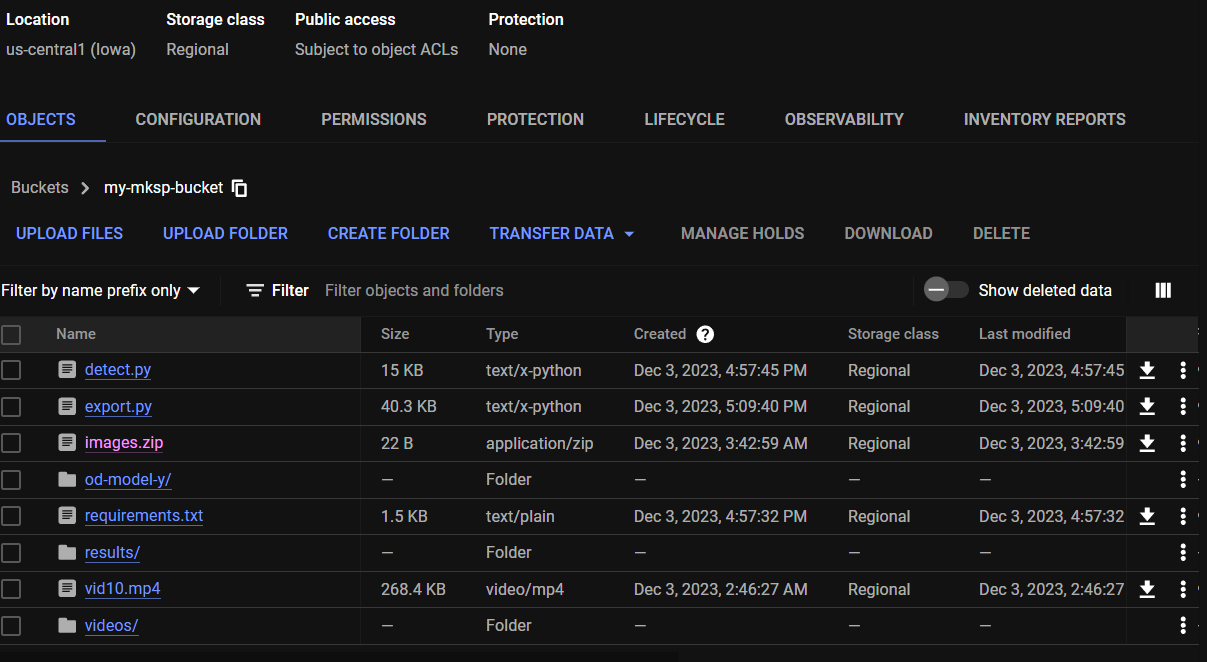 Location Storage class Public access Protection
us-central1 (Iowa) Regional Subject to object ACLs None
OBJECTS CONFIGURATION PERMISSIONS PROTECTION LIFECYCLE OBSERVABILITY INVENTORY REPORTS
Buckets > my-mksp-bucket
UPLOAD FILES UPLOAD FOLDER CREATE FOLDER TRANSFER DATA MANAGE HOLDS DOWNLOAD DELETE
Filter by name prefix only Filter Filter objects and folders Show deleted data
Name Size Type Created ? Storage class Last modified
detect.py 15 KB text/x-python Dec 3, 2023, 4:57:45 PM Regional Dec 3, 2023, 4:57:45
export.py 40.3 KB text/x-python Dec 3, 2023, 5:09:40 PM Regional Dec 3, 2023, 5:09:40
images.zip 22 B application/zip Dec 3, 2023, 3:42:59 AM Regional Dec 3, 2023, 3:42:59
od-model-y/ — Folder — — —
requirements.txt 1.5 KB text/plain Dec 3, 2023, 4:57:32 PM Regional Dec 3, 2023, 4:57:32
results/ — Folder — — —
vid10.mp4 268.4 KB video/mp4 Dec 3, 2023, 2:46:27 AM Regional Dec 3, 2023, 2:46:27
videos/ — Folder — — —